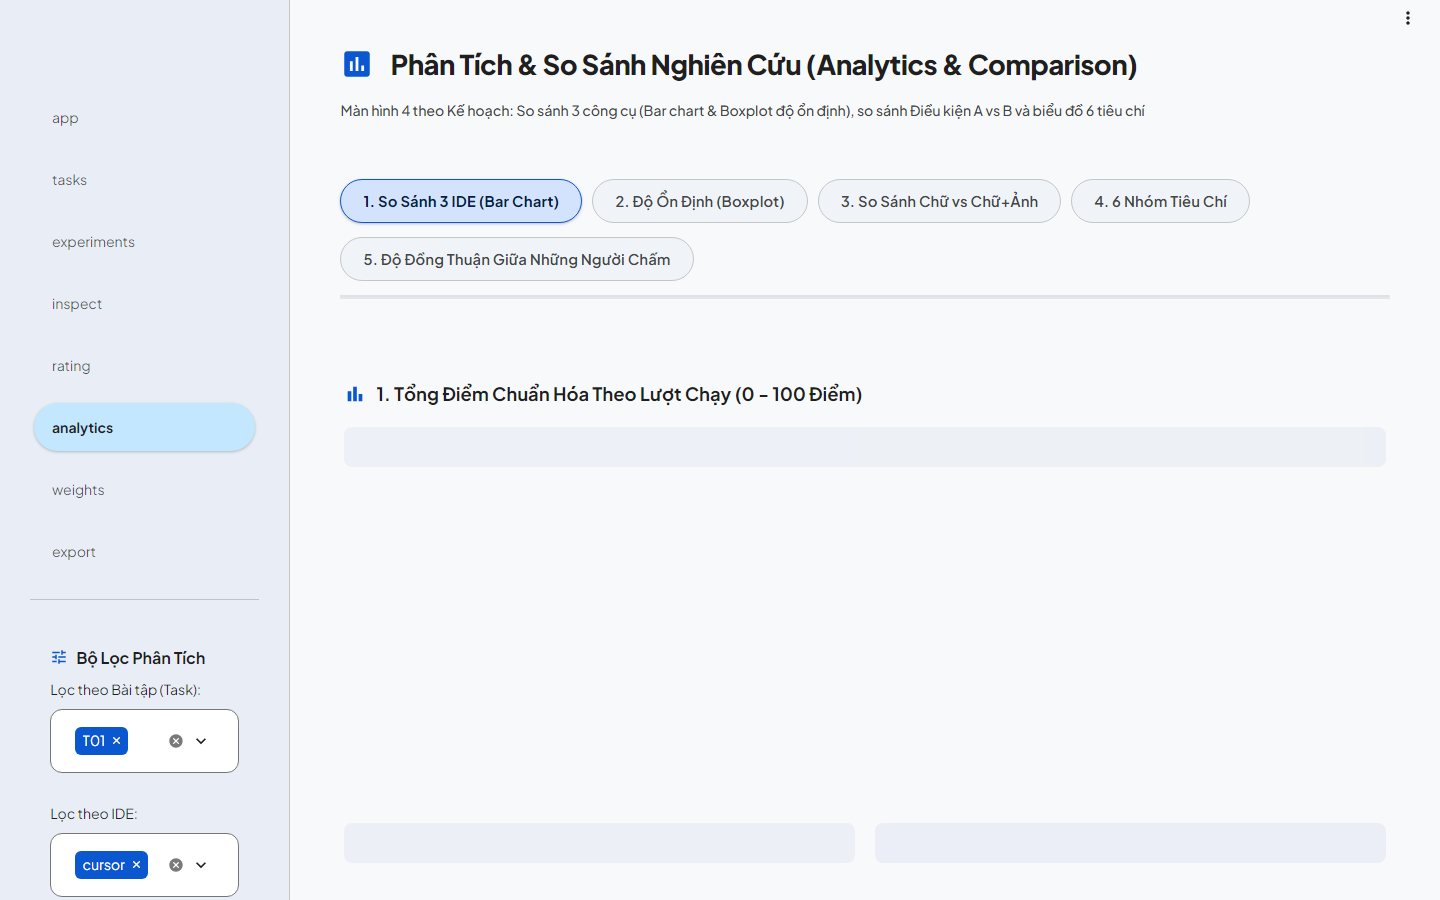 app
tasks
experiments
inspect
rating
analytics
weights
export
Bộ Lọc Phân Tích
Lọc theo Bài tập (Task):
T01
Lọc theo IDE:
cursor
Phân Tích & So Sánh Nghiên Cứu (Analytics & Comparison)
Màn hình 4 theo Kế hoạch: So sánh 3 công cụ (Bar chart & Boxplot độ ổn định), so sánh Điều kiện A vs B và biểu đồ 6 tiêu chí
1. So Sánh 3 IDE (Bar Chart)
2. Độ Ổn Định (Boxplot)
3. So Sánh Chữ vs Chữ+Ảnh
4. 6 Nhóm Tiêu Chí
5. Độ Đồng Thuận Giữa Những Người Chấm
1. Tổng Điểm Chuẩn Hóa Theo Lượt Chạy (0 - 100 Điểm)